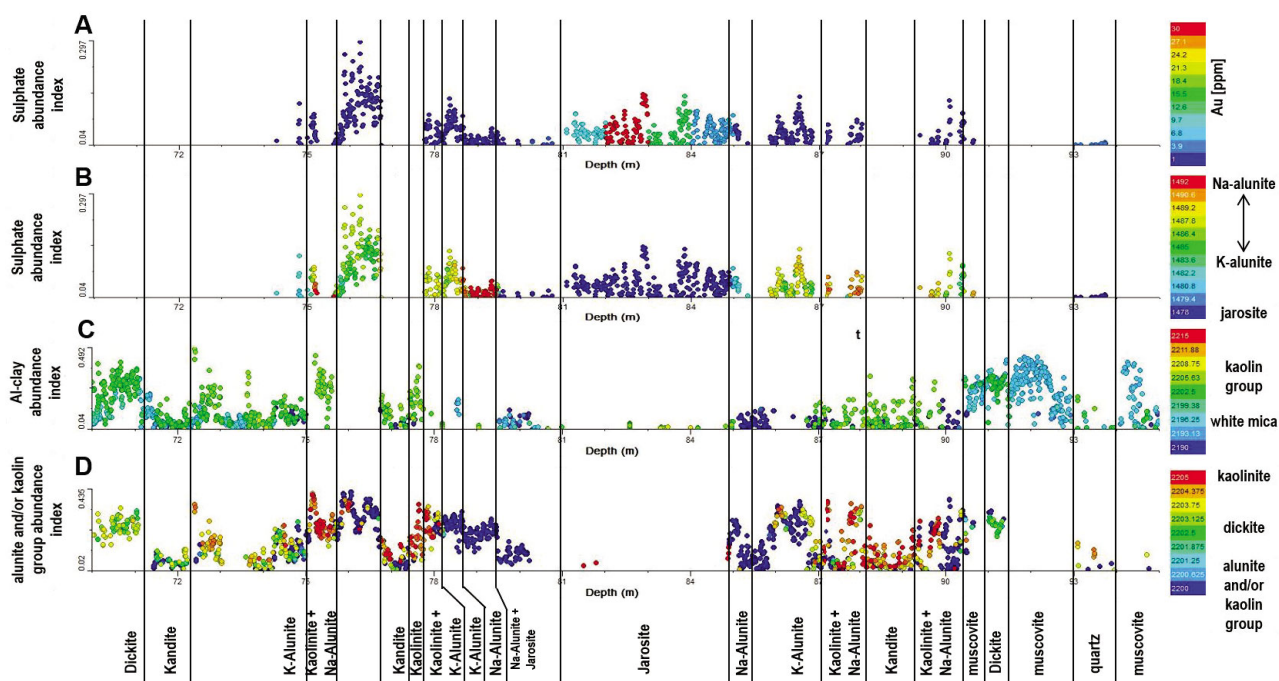 A
Sulphate
abundance
index
0.297
0.04
72
75
78
81
84
87
90
93
Depth (m)
30
27.1
24.2
21.3
18.4
15.5
12.6
9.7
6.8
3.9
1
Au [ppm]
B
Sulphate
abundance
index
0.297
0.04
72
75
78
81
84
87
90
93
Depth (m)
1492
1490.6
1489.2
1487.8
1486.4
1485
1483.6
1482.2
1480.8
1479.4
1478
Na-alunite
K-alunite
jarosite
C
Al-clay
abundance
index
0.492
0.04
t
72
75
78
81
84
87
90
93
Depth (m)
2215
2211.88
2208.75
2205.63
2202.5
2199.38
2196.25
2193.13
2190
kaolin
group
white mica
D
alunite and/or kaolin
group abundance
index
0.435
0.02
72
75
78
81
84
87
90
93
Depth (m)
2205
2204.375
2203.75
2203.125
2202.5
2201.875
2201.25
2200.625
2200
kaolinite
dickite
alunite
and/or
kaolin
group
Dickite
Kandite
K-Alunite
Kaolinite +
Na-Alunite
Kandite
Kaolinite
Kaolinite +
K-Alunite
K-Alunite
Na-Alunite
Na-Alunite +
Jarosite
Jarosite
Na-Alunite
K-Alunite
Kaolinite +
Na-Alunite
Kandite
Kaolinite +
Na-Alunite
muscovite
Dickite
muscovite
quartz
muscovite